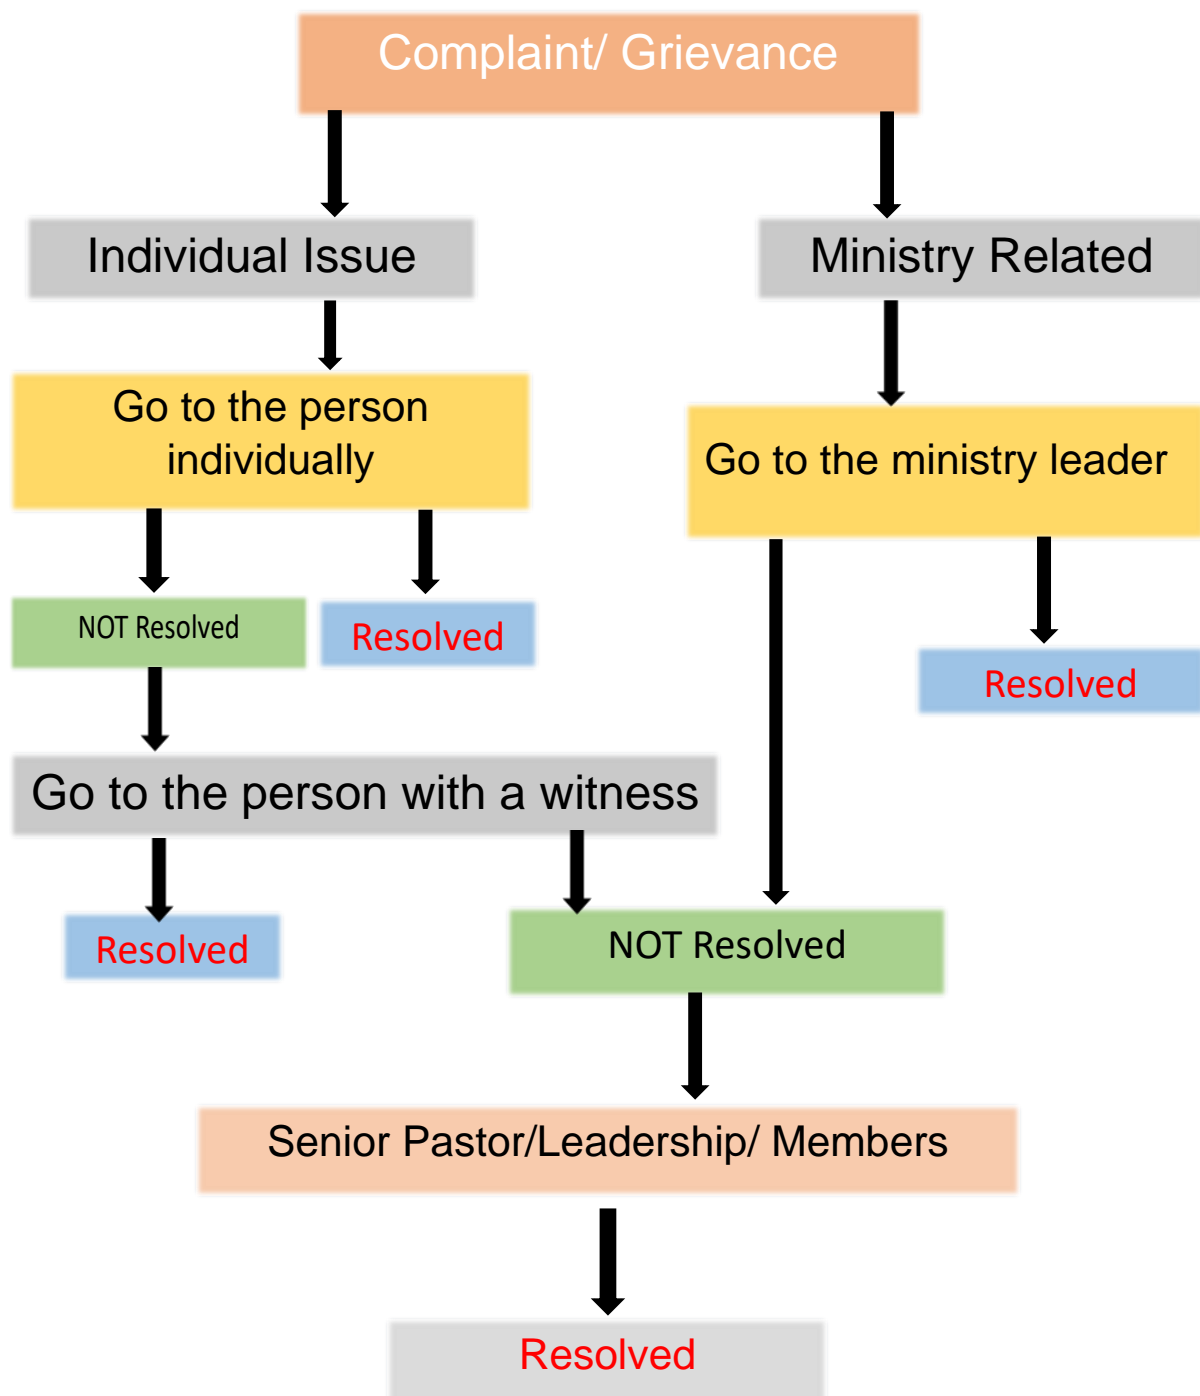 Complaint/ Grievance
Individual Issue
Ministry Related
Go to the person
individually
Go to the ministry leader
NOT Resolved
Resolved
Resolved
Go to the person with a witness
Resolved
NOT Resolved
Senior Pastor/Leadership/ Members
Resolved